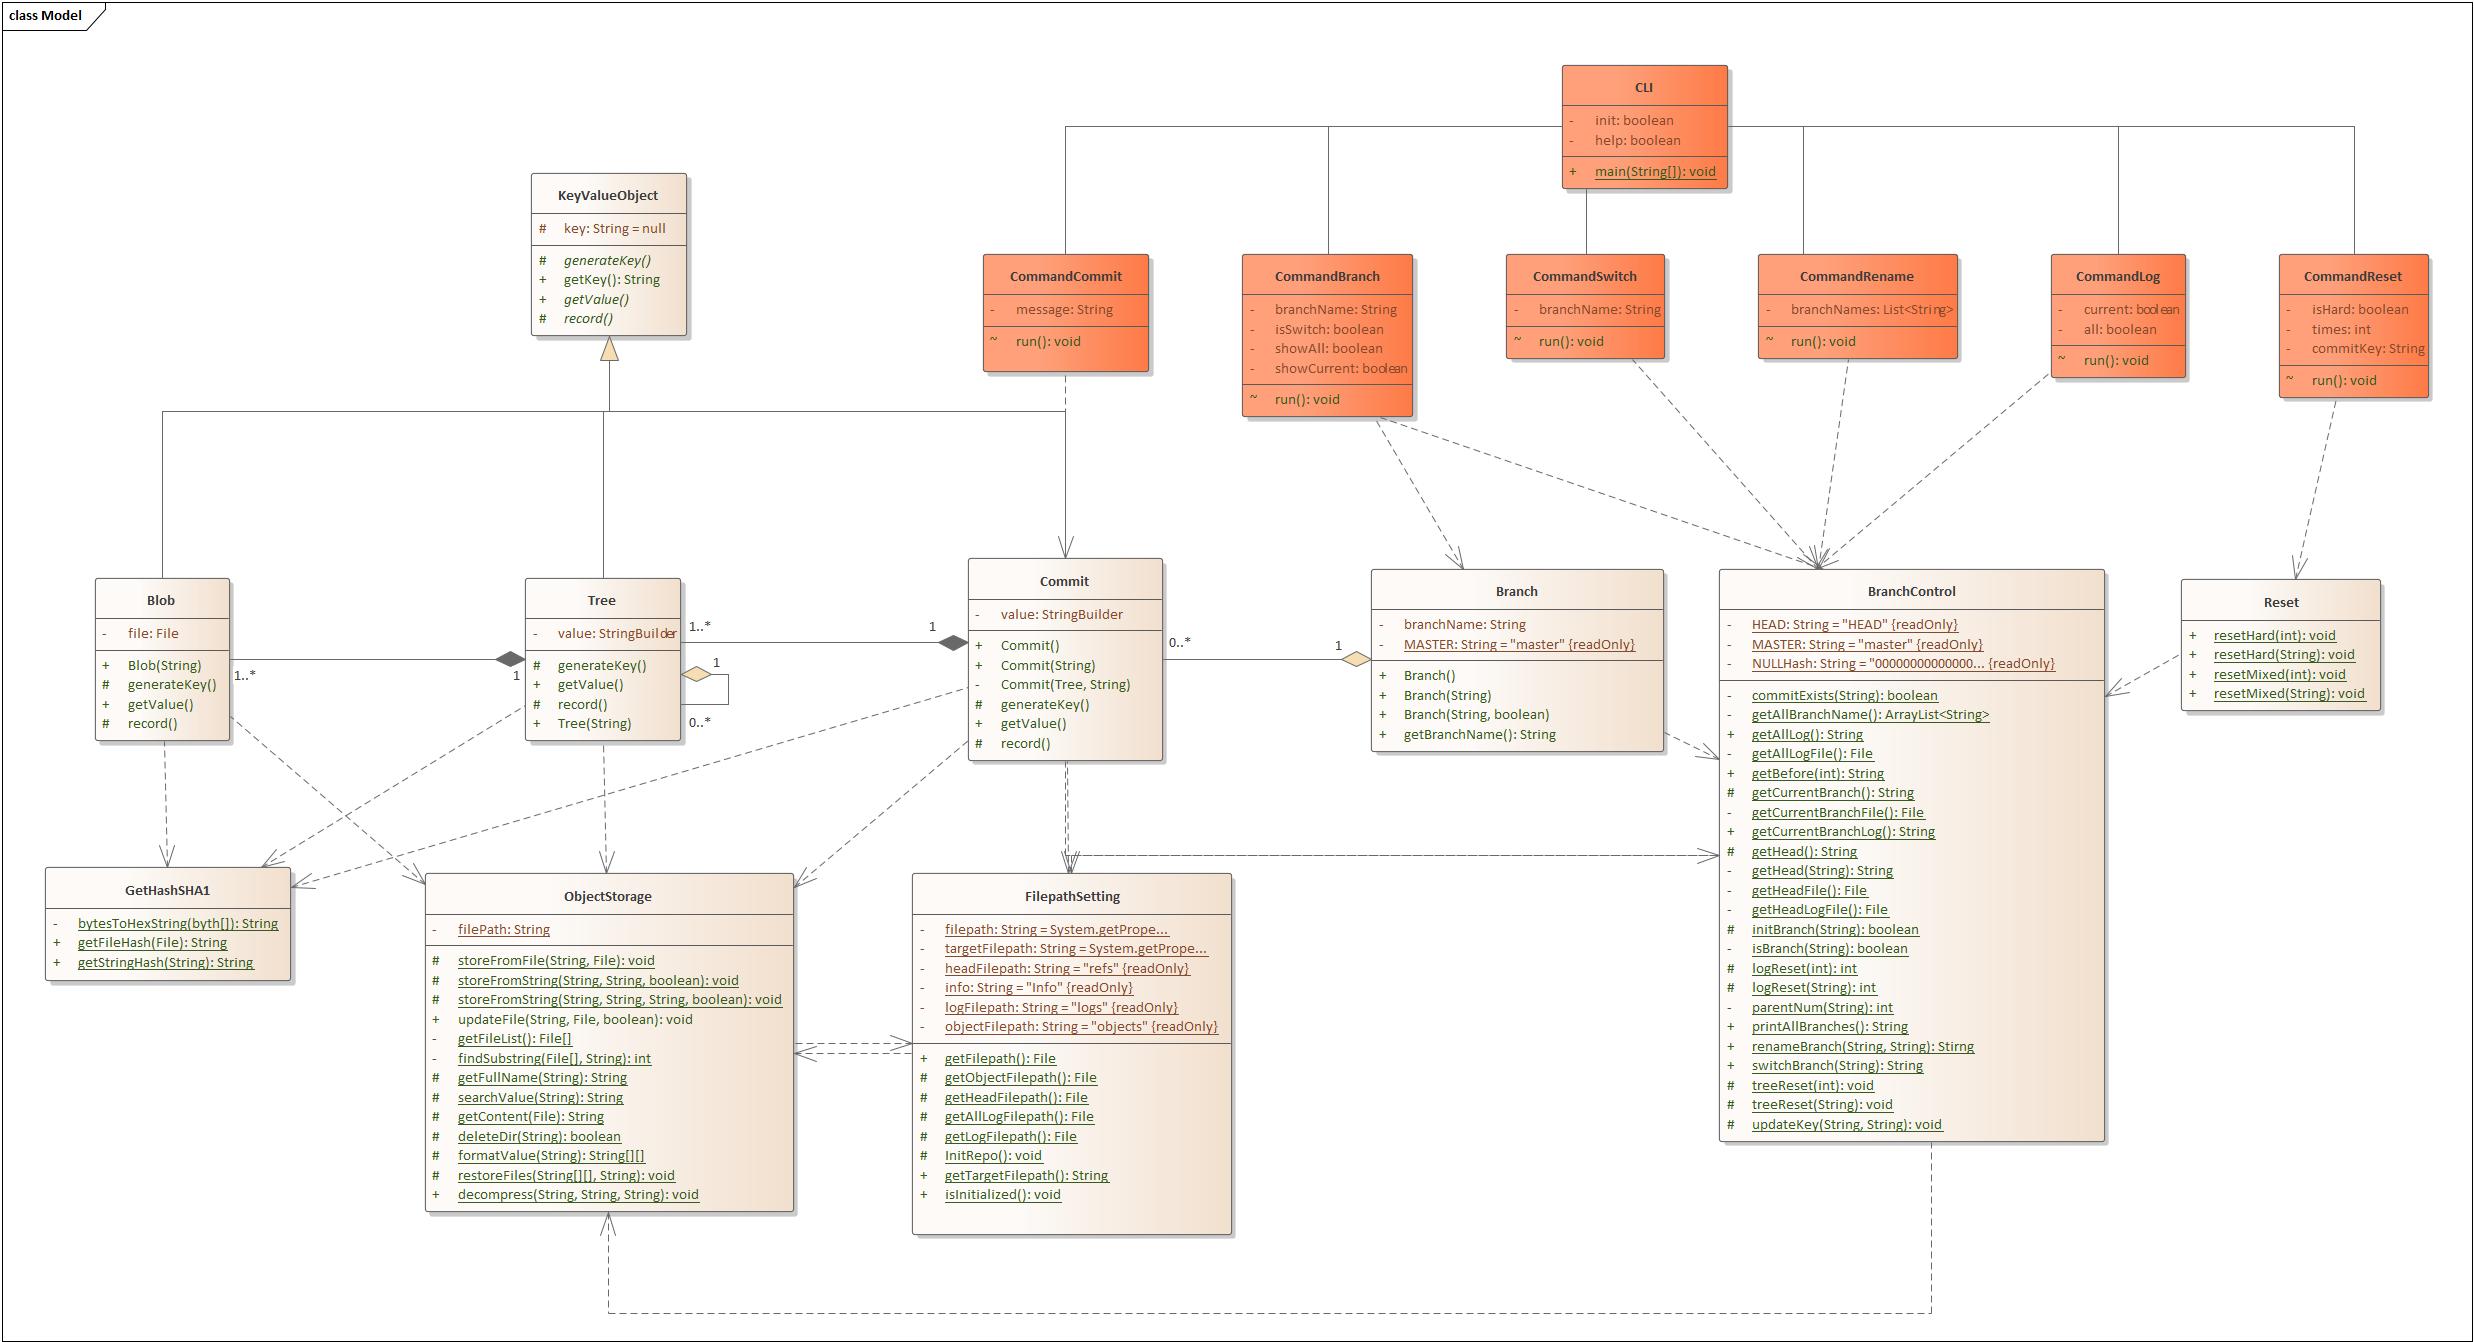 class Model
CLI
- init: boolean
- help: boolean
+ main(String[]): void
KeyValueObject
# key: String = null
# generateKey()
+ getKey(): String
+ getValue()
# record()
CommandCommit
- message: String
~ run(): void
CommandBranch
- branchName: String
- isSwitch: boolean
- showAll: boolean
- showCurrent: boolean
~ run(): void
CommandSwitch
- branchName: String
~ run(): void
CommandRename
- branchNames: List<String>
~ run(): void
CommandLog
- current: boolean
- all: boolean
~ run(): void
CommandReset
- isHard: boolean
- times: int
- commitKey: String
~ run(): void
Blob
- file: File
+ Blob(String)
# generateKey()
+ getValue()
# record()
1..*
1
Tree
- value: StringBuilder
# generateKey()
+ getValue()
# record()
+ Tree(String)
1..*
1
1
0..*
Commit
- value: StringBuilder
+ Commit()
+ Commit(String)
- Commit(Tree, String)
# generateKey()
+ getValue()
# record()
0..*
1
Branch
- branchName: String
- MASTER: String = "master" {readOnly}
+ Branch()
+ Branch(String)
+ Branch(String, boolean)
+ getBranchName(): String
BranchControl
- HEAD: String = "HEAD" {readOnly}
- MASTER: String = "master" {readOnly}
- NULLHash: String = "00000000000000... {readOnly}
- commitExists(String): boolean
- getAllBranchName(): ArrayList<String>
+ getAllLog(): String
- getAllLogFile(): File
+ getBefore(int): String
# getCurrentBranch(): String
- getCurrentBranchFile(): File
+ getCurrentBranchLog(): String
# getHead(): String
- getHead(String): String
- getHeadFile(): File
- getHeadLogFile(): File
# initBranch(String): boolean
- isBranch(String): boolean
# logReset(int): int
# logReset(String): int
- parentNum(String): int
+ printAllBranches(): String
+ renameBranch(String, String): Stirng
+ switchBranch(String): String
# treeReset(int): void
# treeReset(String): void
# updateKey(String, String): void
Reset
+ resetHard(int): void
+ resetHard(String): void
+ resetMixed(int): void
+ resetMixed(String): void
GetHashSHA1
- bytesToHexString(byth[]): String
+ getFileHash(File): String
+ getStringHash(String): String
ObjectStorage
- filePath: String
# storeFromFile(String, File): void
# storeFromString(String, String, boolean): void
# storeFromString(String, String, String, boolean): void
+ updateFile(String, File, boolean): void
- getFileList(): File[]
- findSubstring(File[], String): int
# getFullName(String): String
# searchValue(String): String
# getContent(File): String
# deleteDir(String): boolean
# formatValue(String): String[][]
# restoreFiles(String[][], String): void
+ decompress(String, String, String): void
FilepathSetting
- filepath: String = System.getPrope...
- targetFilepath: String = System.getPrope...
- headFilepath: String = "refs" {readOnly}
- info: String = "Info" {readOnly}
- logFilepath: String = "logs" {readOnly}
- objectFilepath: String = "objects" {readOnly}
+ getFilepath(): File
# getObjectFilepath(): File
# getHeadFilepath(): File
# getAllLogFilepath(): File
# getLogFilepath(): File
# InitRepo(): void
+ getTargetFilepath(): String
+ isInitialized(): void